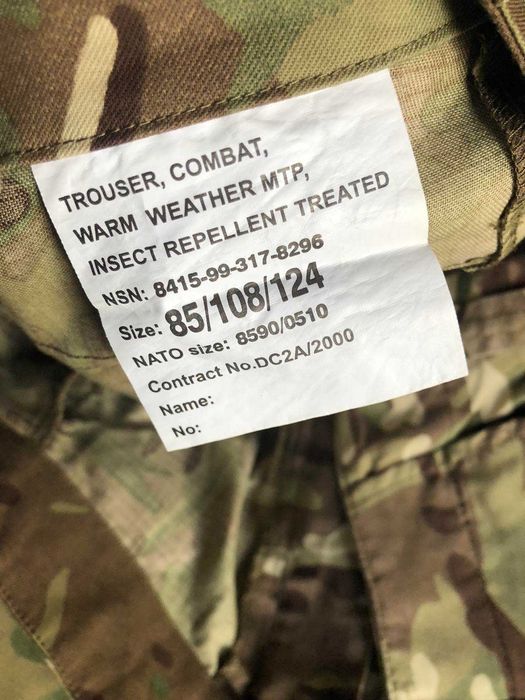 TROUSER, COMBAT,
WARM WEATHER MTP,
INSECT REPELLENT TREATED
NSN: 8415-99-317-8296
Size: 85/108/124
NATO size: 8590/0510
Contract No.DC2A/2000
Name:
No: